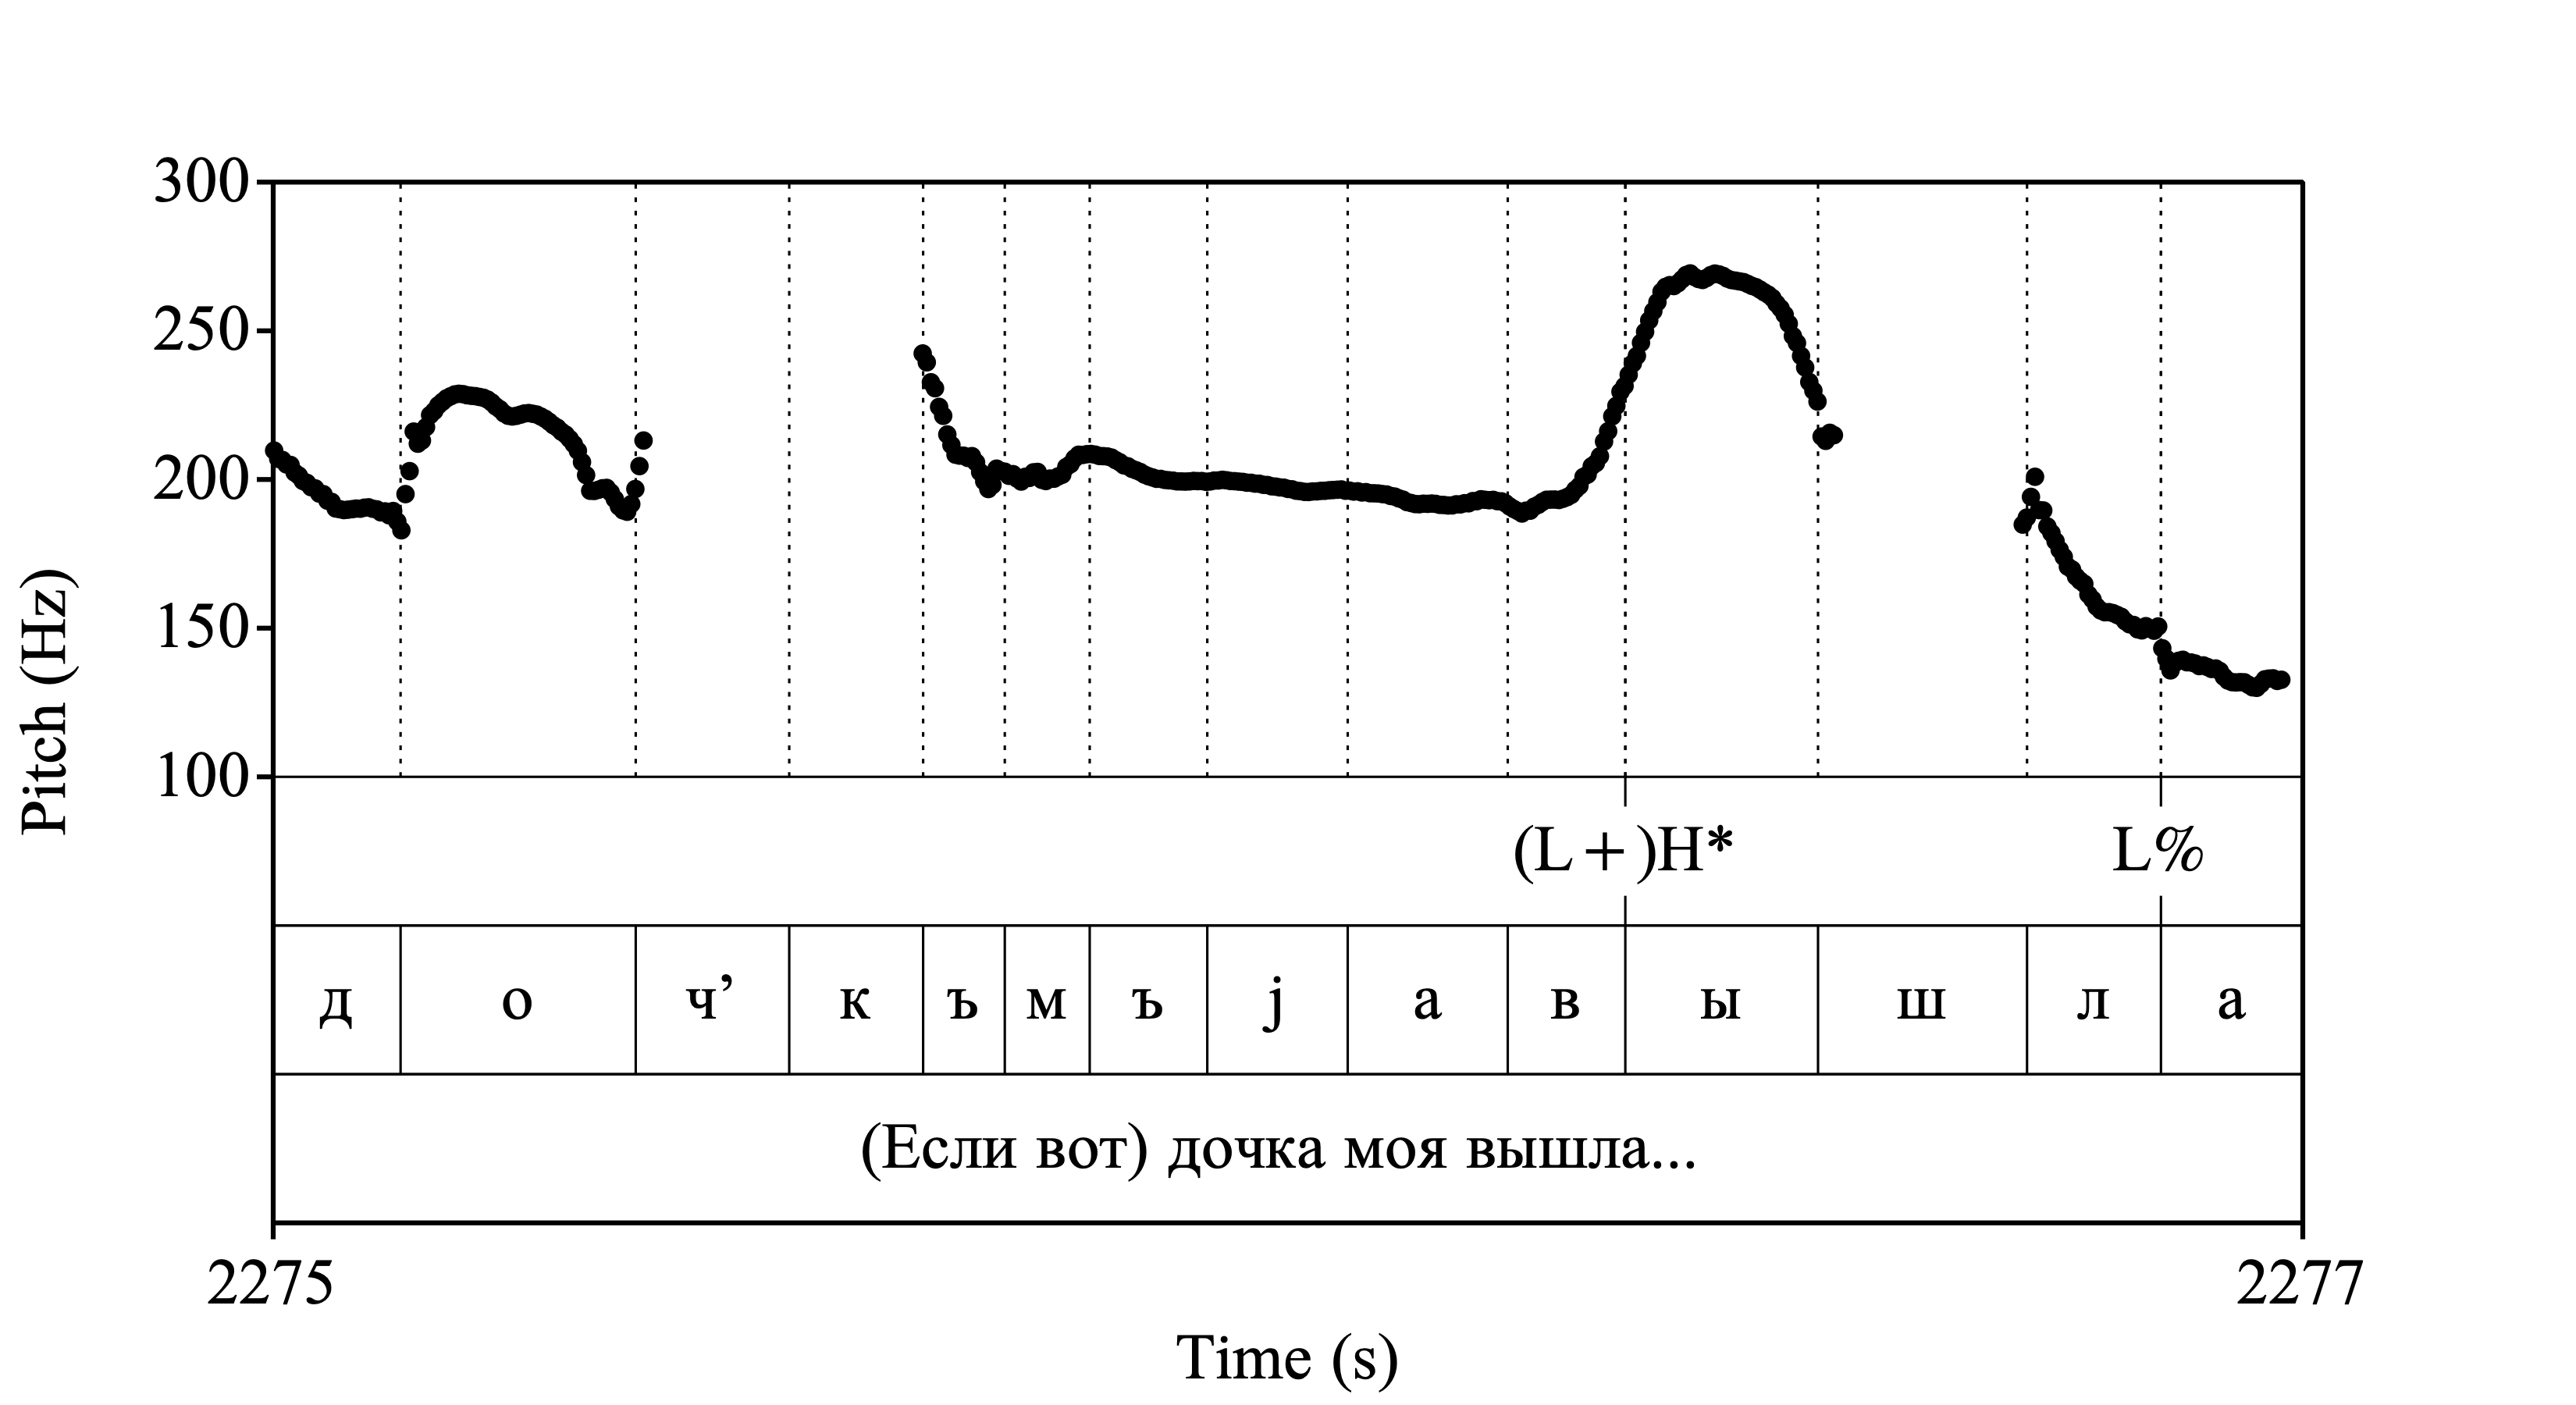 300
250
200
150
100
Pitch (Hz)
(L+)H* L%
д о ч’ к ъ м ъ j а в ы ш л а
(Если вот) дочка моя вышла...
2275 2277
Time (s)